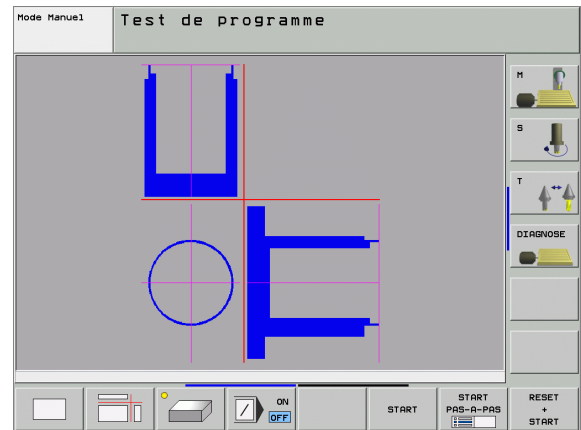 Mode Manuel
Test de programme
M
S
T
DIAGNOSE
ON
OFF
START
START
PAS-A-PAS
RESET
+
START